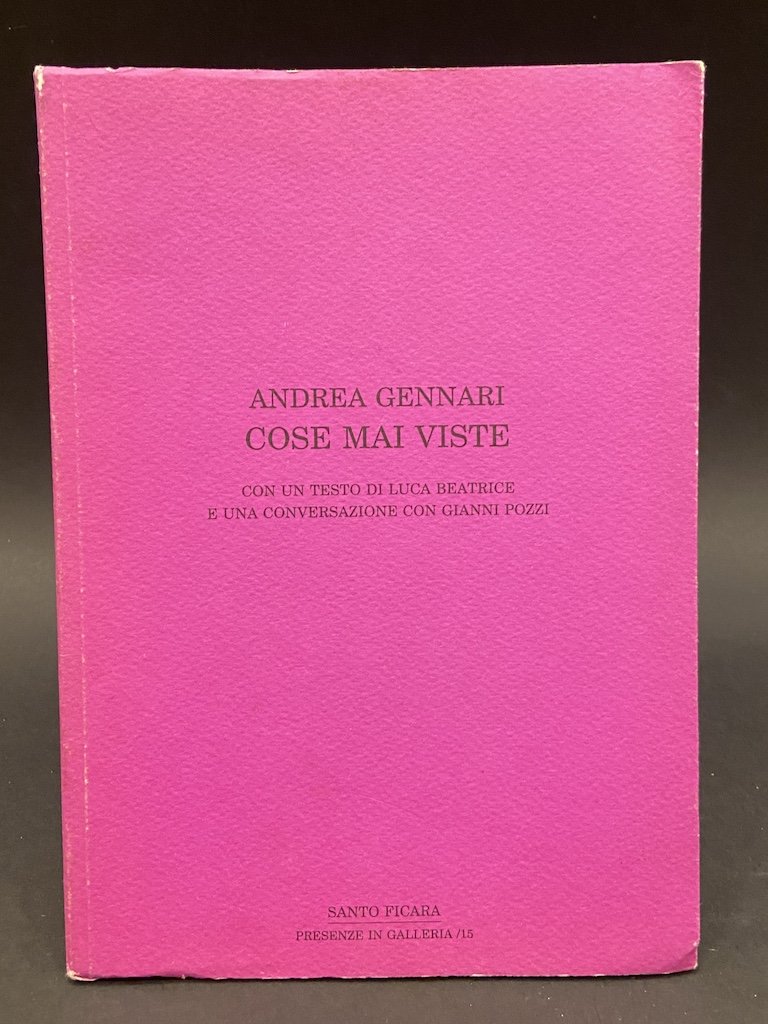 ANDREA GENNARI
COSE MAI VISTE
CON UN TESTO DI LUCA BEATRICE
E UNA CONVERSAZIONE CON GIANNI POZZI
SANTO FICARA
PRESENZE IN GALLERIA /15